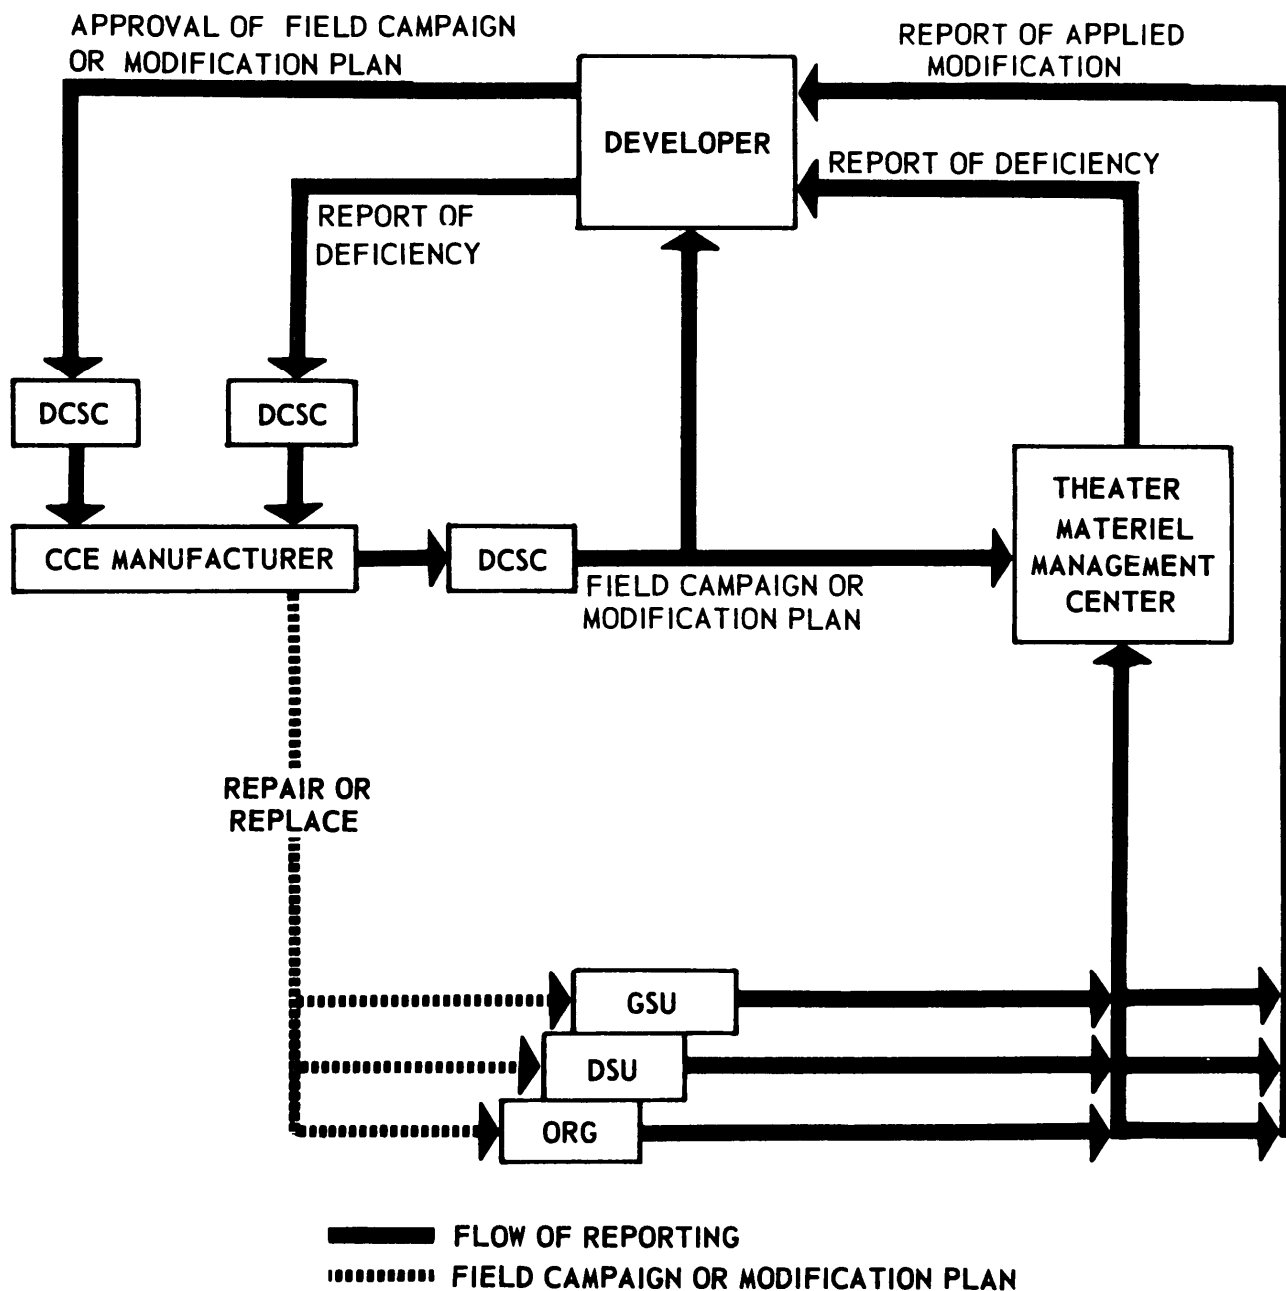 APPROVAL OF FIELD CAMPAIGN
OR MODIFICATION PLAN
REPORT OF APPLIED
MODIFICATION
DEVELOPER
REPORT OF DEFICIENCY
REPORT OF
DEFICIENCY
DCSC
DCSC
THEATER
MATERIEL
MANAGEMENT
CENTER
CCE MANUFACTURER
DCSC
FIELD CAMPAIGN OR
MODIFICATION PLAN
REPAIR OR
REPLACE
GSU
DSU
ORG
FLOW OF REPORTING
FIELD CAMPAIGN OR MODIFICATION PLAN